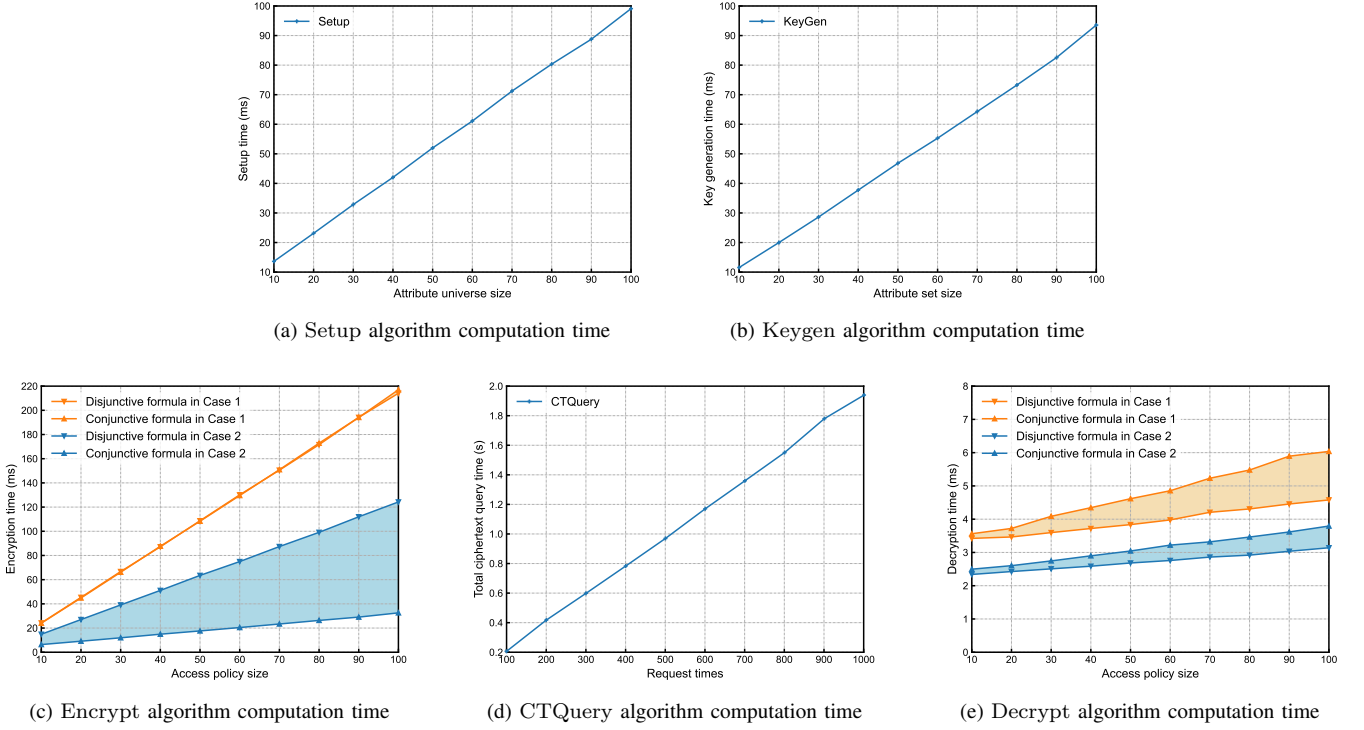 Setup
100
90
80
70
60
50
40
30
20
10
Setup time (ms)
10 20 30 40 50 60 70 80 90 100
Attribute universe size
(a) Setup algorithm computation time
KeyGen
100
90
80
70
60
50
40
30
20
10
Key generation time (ms)
10 20 30 40 50 60 70 80 90 100
Attribute set size
(b) Keygen algorithm computation time
Disjunctive formula in Case 1
Conjunctive formula in Case 1
Disjunctive formula in Case 2
Conjunctive formula in Case 2
220
200
180
160
140
120
100
80
60
40
20
0
Encryption time (ms)
10 20 30 40 50 60 70 80 90 100
Access policy size
(c) Encrypt algorithm computation time
CTQuery
2.0
1.8
1.6
1.4
1.2
1.0
0.8
0.6
0.4
0.2
Total ciphertext query time (s)
100 200 300 400 500 600 700 800 900 1000
Request times
(d) CTQuery algorithm computation time
Disjunctive formula in Case 1
Conjunctive formula in Case 1
Disjunctive formula in Case 2
Conjunctive formula in Case 2
8
7
6
5
4
3
2
1
0
Decryption time (ms)
10 20 30 40 50 60 70 80 90 100
Access policy size
(e) Decrypt algorithm computation time